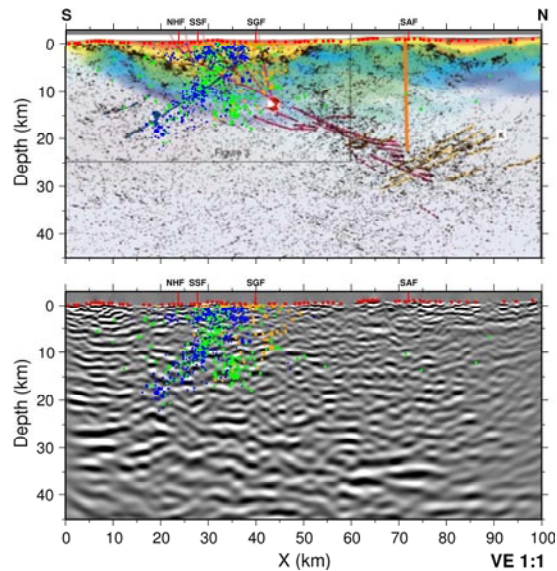 S N
NHF SSF SGF SAF
0
10
20
30
40
Depth (km)
Figure 3
K
NHF SSF SGF SAF
0
10
20
30
40
Depth (km)
0 10 20 30 40 50 60 70 80 90 100
X (km)
VE 1:1